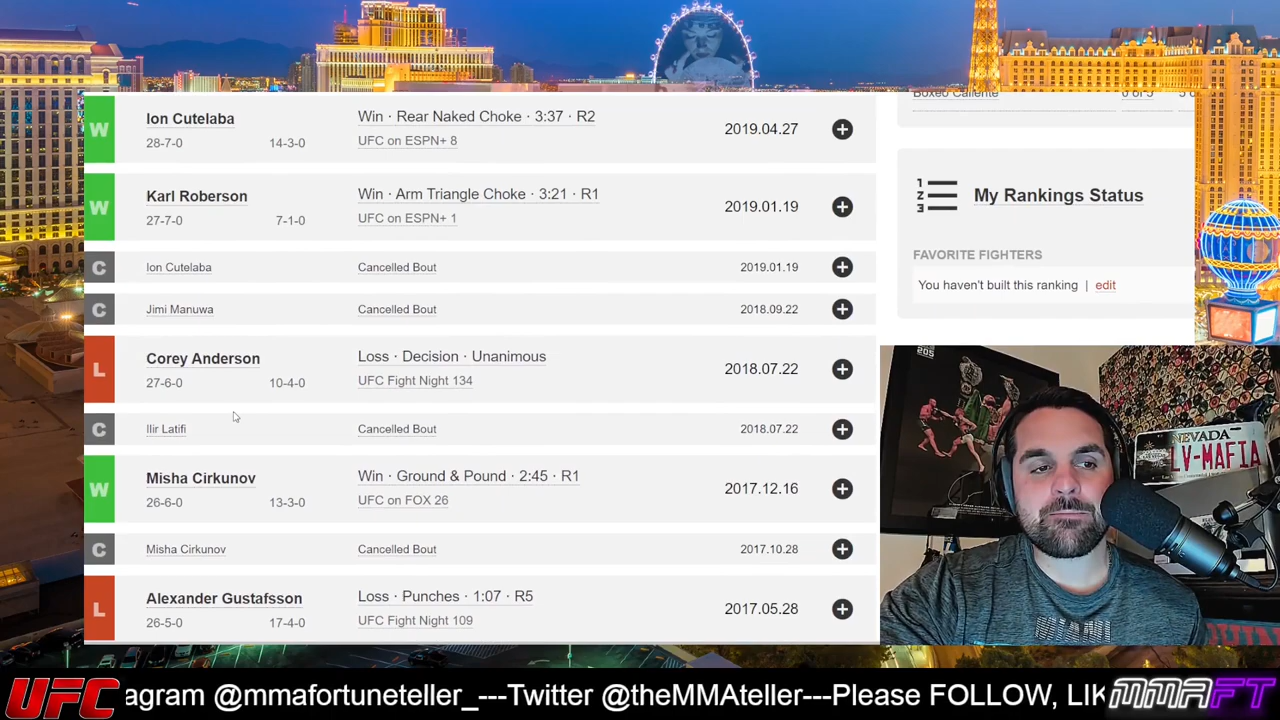 Boxeo Caliente
W
Ion Cutelaba
28-7-0
14-3-0
Win · Rear Naked Choke · 3:37 · R2
UFC on ESPN+ 8
2019.04.27
W
Karl Roberson
27-7-0
7-1-0
Win · Arm Triangle Choke · 3:21 · R1
UFC on ESPN+ 1
2019.01.19
C
Ion Cutelaba
Cancelled Bout
2019.01.19
C
Jimi Manuwa
Cancelled Bout
2018.09.22
L
Corey Anderson
27-6-0
10-4-0
Loss · Decision · Unanimous
UFC Fight Night 134
2018.07.22
C
Ilir Latifi
Cancelled Bout
2018.07.22
W
Misha Cirkunov
26-6-0
13-3-0
Win · Ground & Pound · 2:45 · R1
UFC on FOX 26
2017.12.16
C
Misha Cirkunov
Cancelled Bout
2017.10.28
L
Alexander Gustafsson
26-5-0
17-4-0
Loss · Punches · 1:07 · R5
UFC Fight Night 109
2017.05.28
1
2
3
My Rankings Status
FAVORITE FIGHTERS
You haven't built this ranking | edit
205
NEVADA
LV-MAFIA
MIAMI
UFC
agram @mmafortuneteller_---Twitter @theMMAteller---Please FOLLOW, LIK
MMAFT